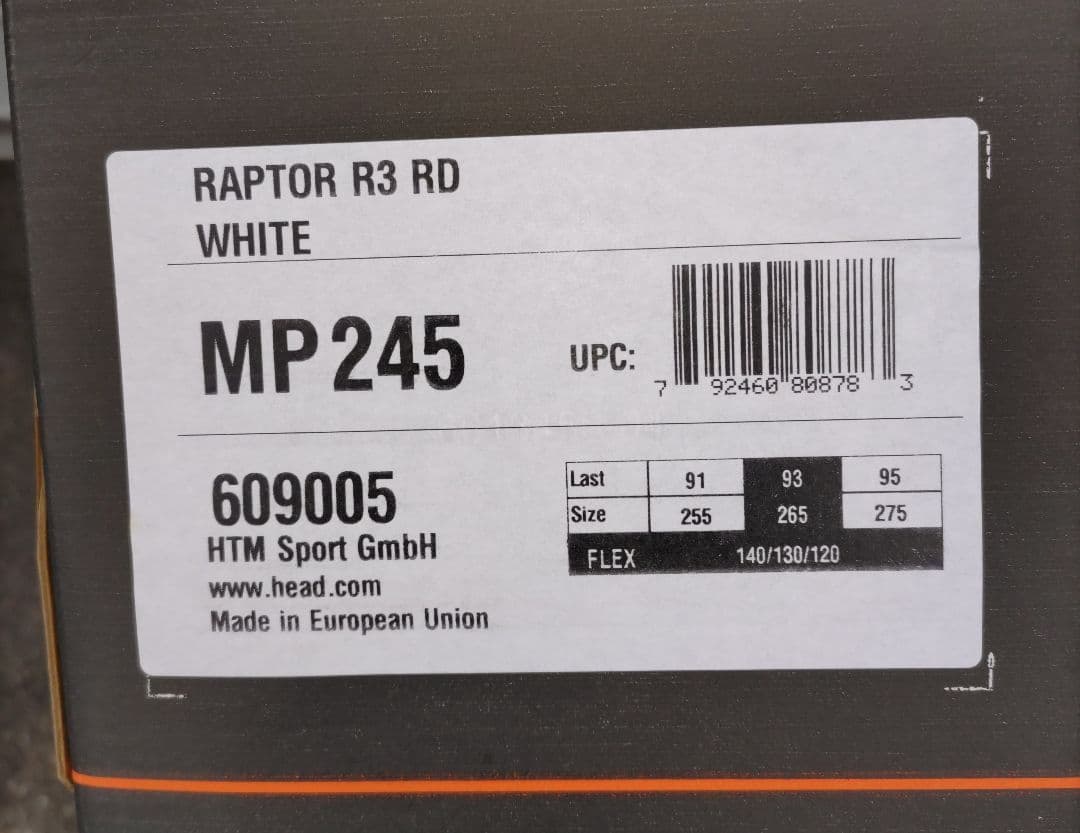 RAPTOR R3 RD
WHITE
MP 245
UPC:
7 92460 80878 3
609005
HTM Sport GmbH
www.head.com
Made in European Union
Last 91 93 95
Size 255 265 275
FLEX 140/130/120